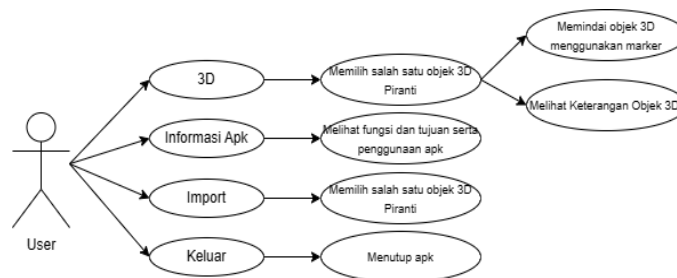 Memindai objek 3D
menggunakan marker
3D
Memilih salah satu objek 3D
Piranti
Melihat Keterangan Objek 3D
Informasi Apk
Melihat fungsi dan tujuan serta
penggunaan apk
Import
Memilih salah satu objek 3D
Piranti
User
Keluar
Menutup apk